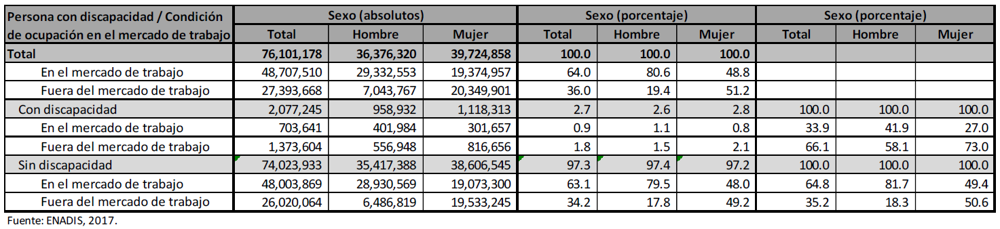 Persona con discapacidad / Condición de ocupación en el mercado de trabajo Sexo (absolutos) Sexo (porcentaje) Sexo (porcentaje)
Total Hombre Mujer Total Hombre Mujer Total Hombre Mujer
Total 76,101,178 36,376,320 39,724,858 100.0 100.0 100.0
En el mercado de trabajo 48,707,510 29,332,553 19,374,957 64.0 80.6 48.8
Fuera del mercado de trabajo 27,393,668 7,043,767 20,349,901 36.0 19.4 51.2
Con discapacidad 2,077,245 958,932 1,118,313 2.7 2.6 2.8 100.0 100.0 100.0
En el mercado de trabajo 703,641 401,984 301,657 0.9 1.1 0.8 33.9 41.9 27.0
Fuera del mercado de trabajo 1,373,604 556,948 816,656 1.8 1.5 2.1 66.1 58.1 73.0
Sin discapacidad 74,023,933 35,417,388 38,606,545 97.3 97.4 97.2 100.0 100.0 100.0
En el mercado de trabajo 48,003,869 28,930,569 19,073,300 63.1 79.5 48.0 64.8 81.7 49.4
Fuera del mercado de trabajo 26,020,064 6,486,819 19,533,245 34.2 17.8 49.2 35.2 18.3 50.6
Fuente: ENADIS, 2017.